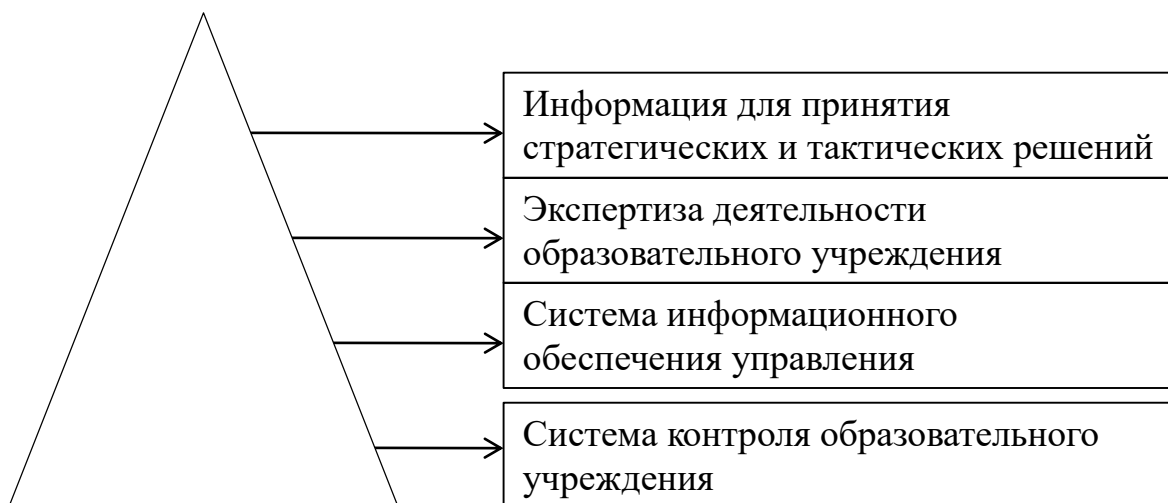 Информация для принятия
стратегических и тактических решений
Экспертиза деятельности
образовательного учреждения
Система информационного
обеспечения управления
Система контроля образовательного
учреждения